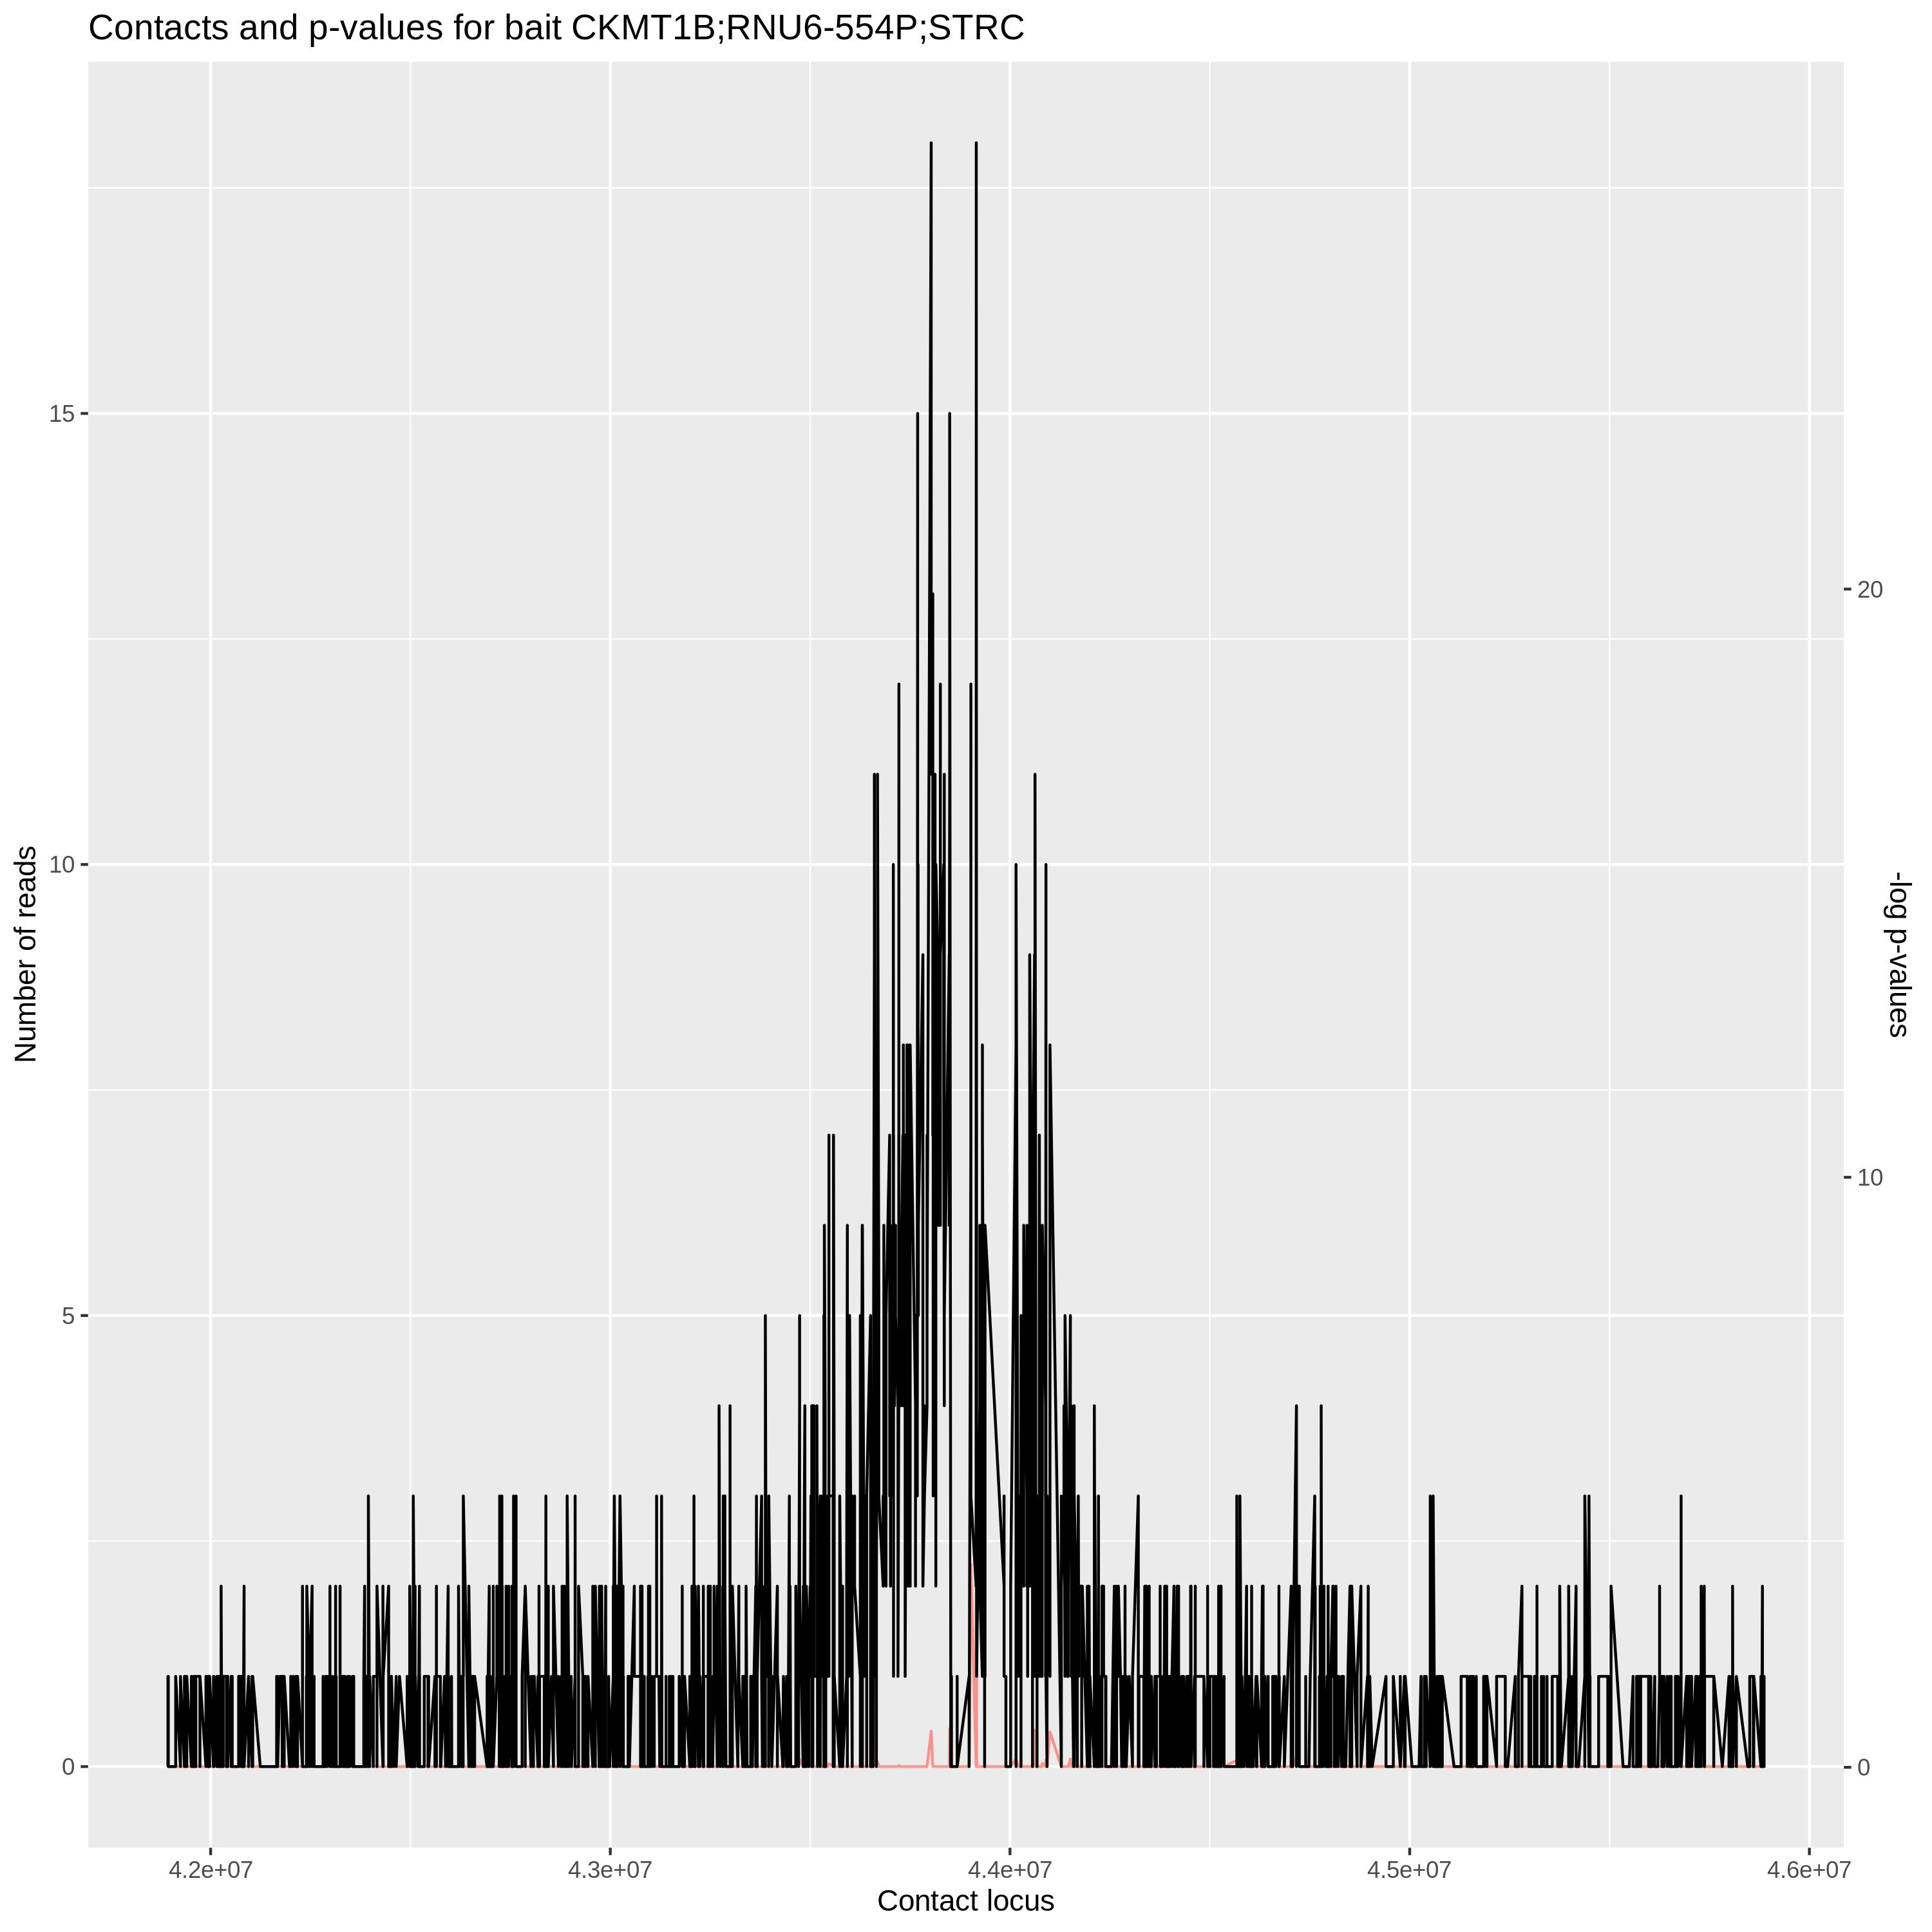 Contacts and p-values for bait CKMT1B;RNU6-554P;STRC
Number of reads
15
10
5
0
20
10
0
-log p-values
4.2e+07
4.3e+07
4.4e+07
4.5e+07
4.6e+07
Contact locus